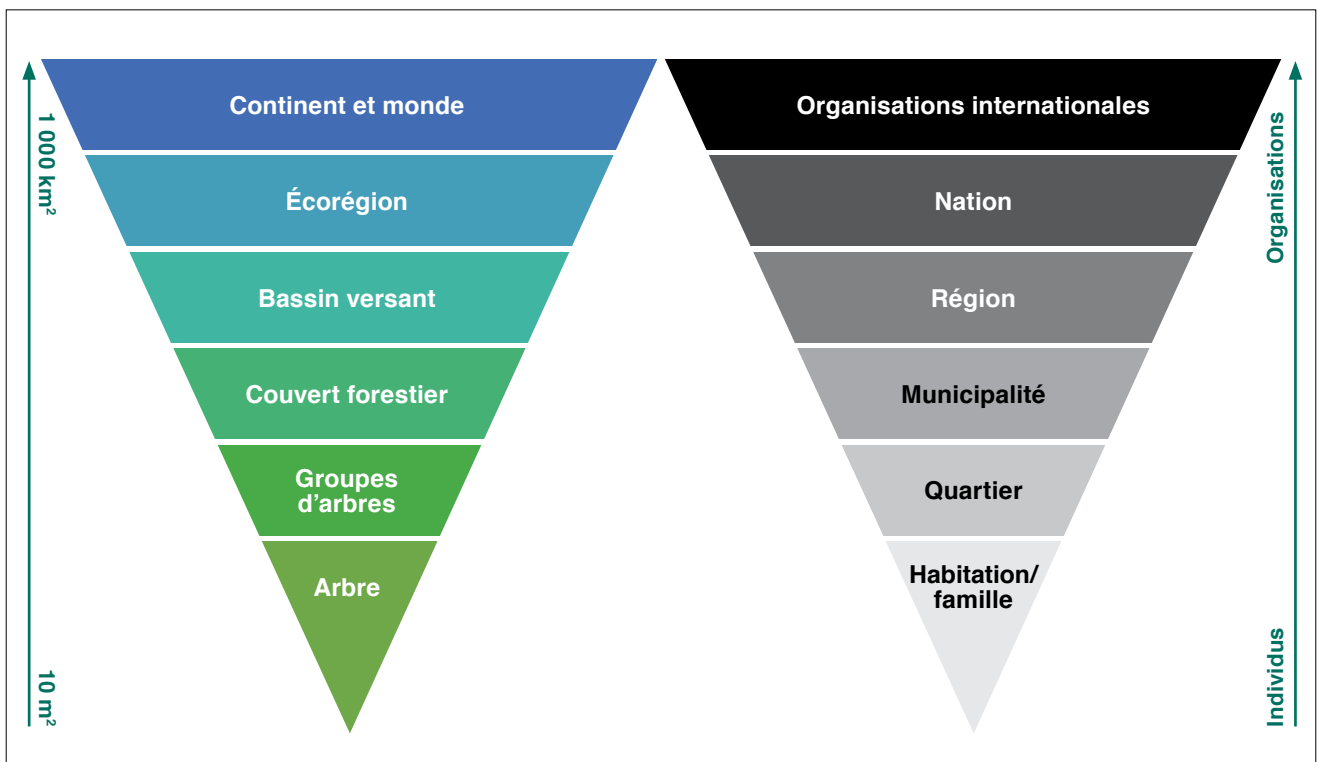 1 000 km²
10 m²
Continent et monde
Écorégion
Bassin versant
Couvert forestier
Groupes
d'arbres
Arbre
Organisations internationales
Nation
Région
Municipalité
Quartier
Habitation/
famille
Organisations
Individus